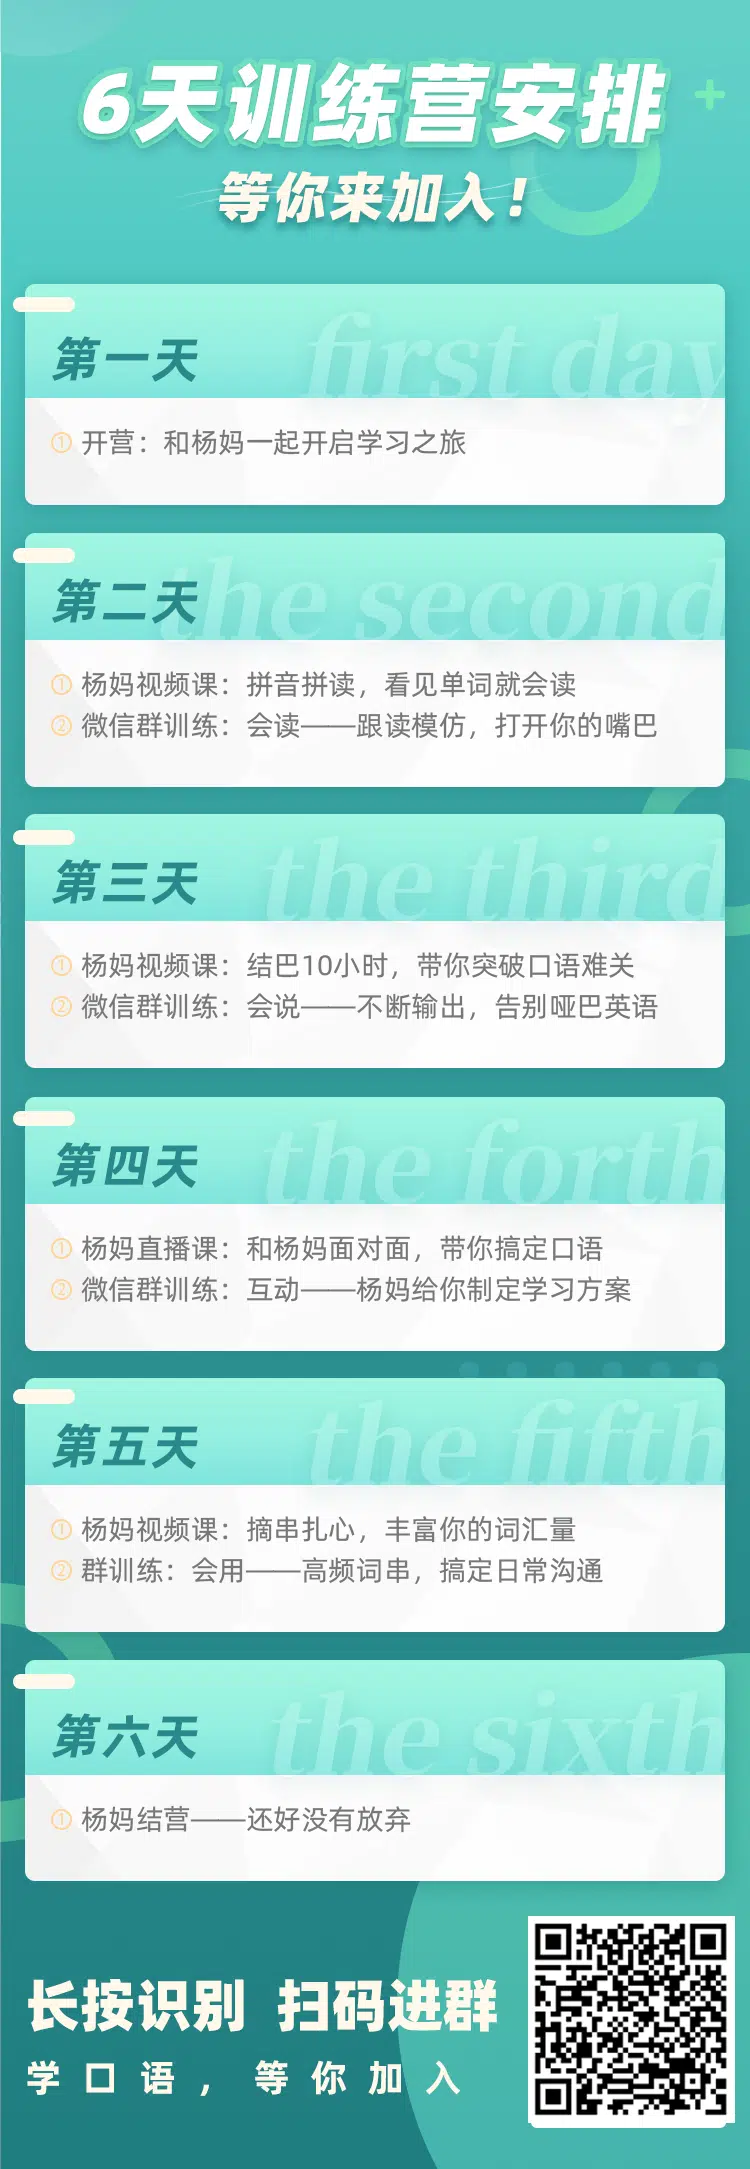 6天训练营安排
等你来加入！
第一天
first day
① 开营：和杨妈一起开启学习之旅
第二天
the second
① 杨妈视频课：拼音拼读，看见单词就会读
② 微信群训练：会读——跟读模仿，打开你的嘴巴
第三天
the third
① 杨妈视频课：结巴10小时，带你突破口语难关
② 微信群训练：会说——不断输出，告别哑巴英语
第四天
the forth
① 杨妈直播课：和杨妈面对面，带你搞定口语
② 微信群训练：互动——杨妈给你制定学习方案
第五天
the fifth
① 杨妈视频课：摘串扎心，丰富你的词汇量
② 群训练：会用——高频词串，搞定日常沟通
第六天
the sixth
① 杨妈结营——还好没有放弃
长按识别 扫码进群
学口语，等你加入